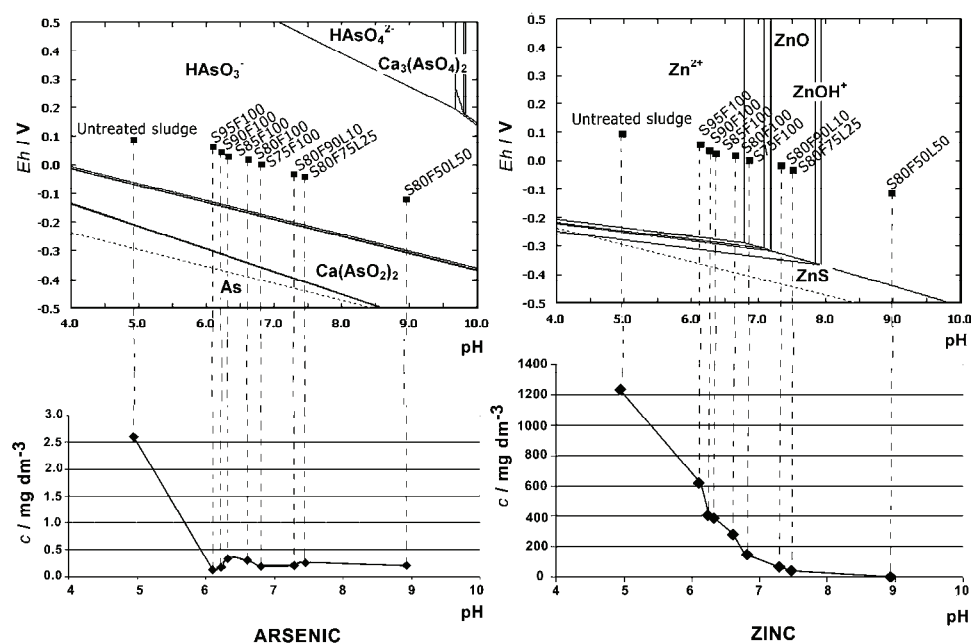 0.5
0.4
0.3
0.2
0.1
0.0
-0.1
-0.2
-0.3
-0.4
-0.5
Eh / V
HAsO₄²⁻
Ca₃(AsO₄)₂
HAsO₃⁻
Untreated sludge
S95F100
S90F100
S85F100
S80F100
S75F100
S80F90L10
S80F75L25
S80F50L50
Ca(AsO₂)₂
As
4.0 5.0 6.0 7.0 8.0 9.0 10.0
pH
0.5
0.4
0.3
0.2
0.1
0.0
-0.1
-0.2
-0.3
-0.4
-0.5
Eh / V
ZnO
Zn²⁺
ZnOH⁺
Untreated sludge
S95F100
S90F100
S85F100
S80F100
S75F100
S80F90L10
S80F75L25
S80F50L50
ZnS
4.0 5.0 6.0 7.0 8.0 9.0 10.0
pH
3.0
2.5
2.0
1.5
1.0
0.5
0.0
c / mg dm⁻³
4 5 6 7 8 9 10
pH
ARSENIC
1400
1200
1000
800
600
400
200
0
c / mg dm⁻³
4 5 6 7 8 9 10
pH
ZINC